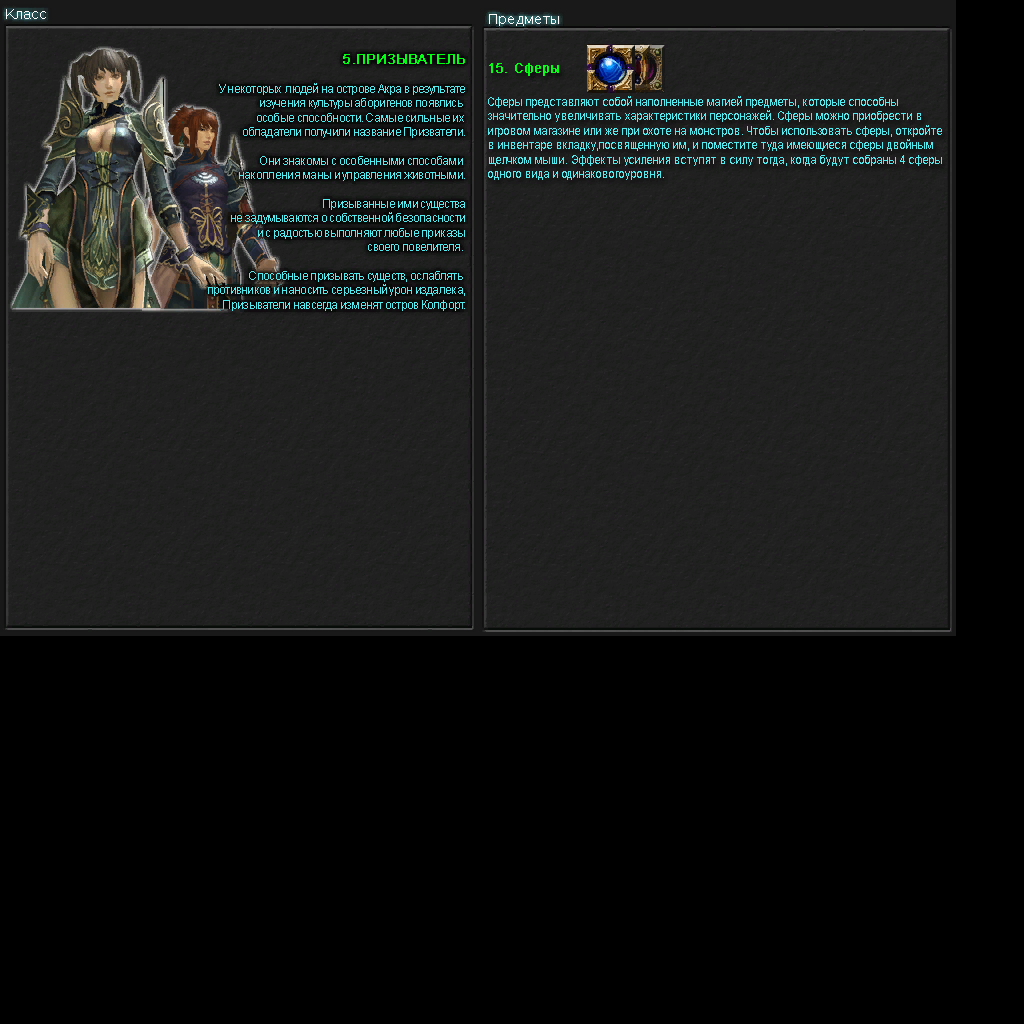 Класс
5.ПРИЗЫВАТЕЛЬ
У некоторых людей на острове Акра в результате
изучения культуры аборигенов появлись
особые способности. Самые сильные их
обладатели получили название Призватели.
Они знакомы с особенными способами
накопления маны и управления животными.
Призыванные ими существа
не задумываются о собственной безопасности
и с радостью выполняют любые приказы
своего повелителя.
Способные призывать существ, ослаблять
противников и наносить серьезный урон издалека,
Призыватели навсегда изменят остров Колфорт.
Предметы
15. Сферы
Сферы представляют собой наполненные магией предметы, которые способны
значительно увеличивать характеристики персонажей. Сферы можно приобрести в
игровом магазине или же при охоте на монстров. Чтобы использовать сферы, откройте
в инвентаре вкладку,посвященную им, и поместите туда имеющиеся сферы двойным
щелчком мыши. Эффекты усиления вступят в силу тогда, когда будут собраны 4 сферы
одного вида и одинаковогоуровня.